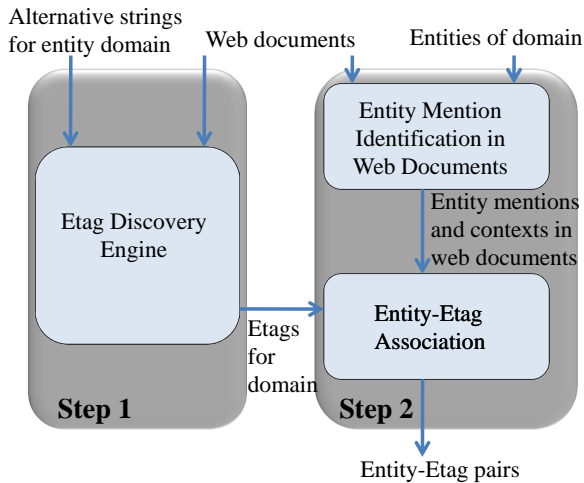 Alternative strings
for entity domain
Web documents
Entities of domain
Entity Mention
Identification in
Web Documents
Etag Discovery
Engine
Entity mentions
and contexts in
web documents
Entity-Etag
Association
Etags
for
domain
Step 1
Step 2
Entity-Etag pairs